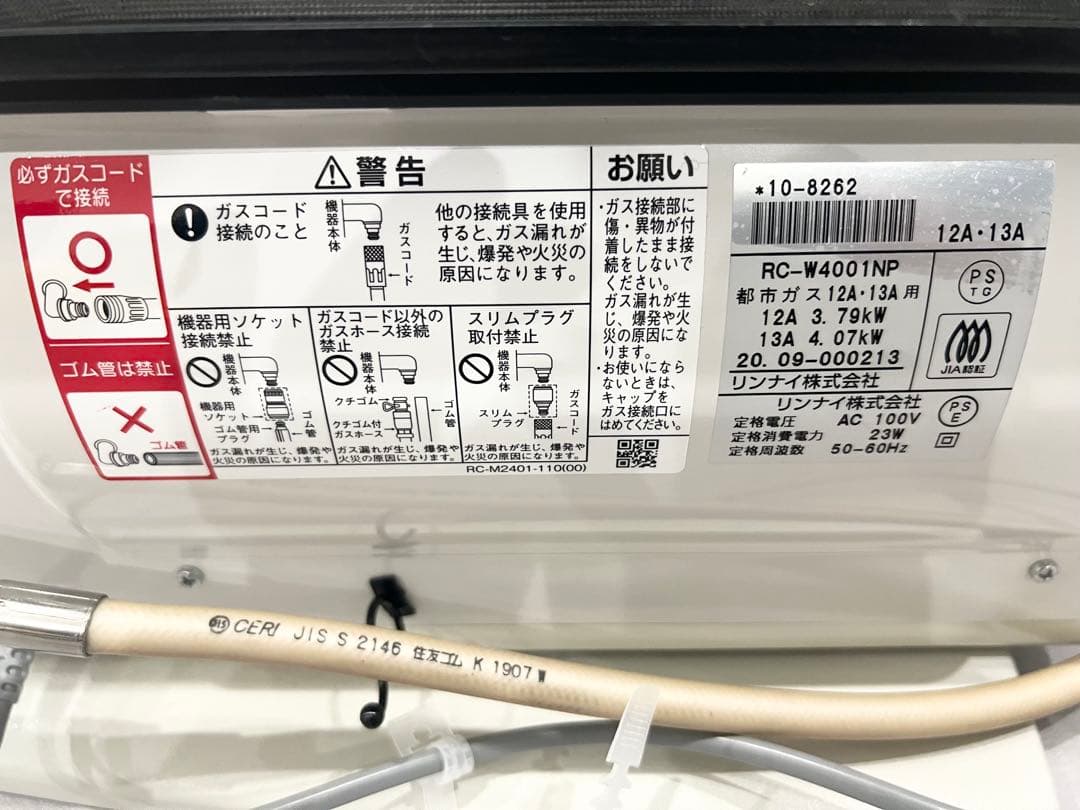 必ずガスコード
で接続
ゴム管は禁止
ゴム管
警告
ガスコード
接続のこと
機器本体
ガスコード
他の接続具を使用
すると、ガス漏れが
生じ、爆発や火災の
原因になります。
機器用ソケット
接続禁止
機器本体
機器用
ソケット
ゴム管用
プラグ
ゴム管
ガス漏れが生じ、爆発や
火災の原因になります。
ガスコード以外の
ガスホース接続
禁止
機器本体
クチゴム
クチゴム付
ガスホース
ゴム管
ガス漏れが生じ、爆発や
火災の原因になります。
スリムプラグ
取付禁止
機器本体
スリム
プラグ
ガスコード
ガス漏れが生じ、爆発や
火災の原因になります。
RC-M2401-110(00)
お願い
・ガス接続部に
傷・異物が付
着したまま接
続をしないで
ください。
ガス漏れが生
じ、爆発や火
災の原因にな
ります。
・お使いになら
ないときは、
キャップを
ガス接続口に
はめてください。
*10-8262
12A・13A
RC-W4001NP
都市ガス12A・13A用
12A 3.79kW
13A 4.07kW
20.09-000213
リンナイ株式会社
PS
TG
JIA認証
リンナイ株式会社
定格電圧 AC 100V
定格消費電力 23W
定格周波数 50-60Hz
PS
E
JIS CERI JIS S 2146 住友ゴム K 1907 W